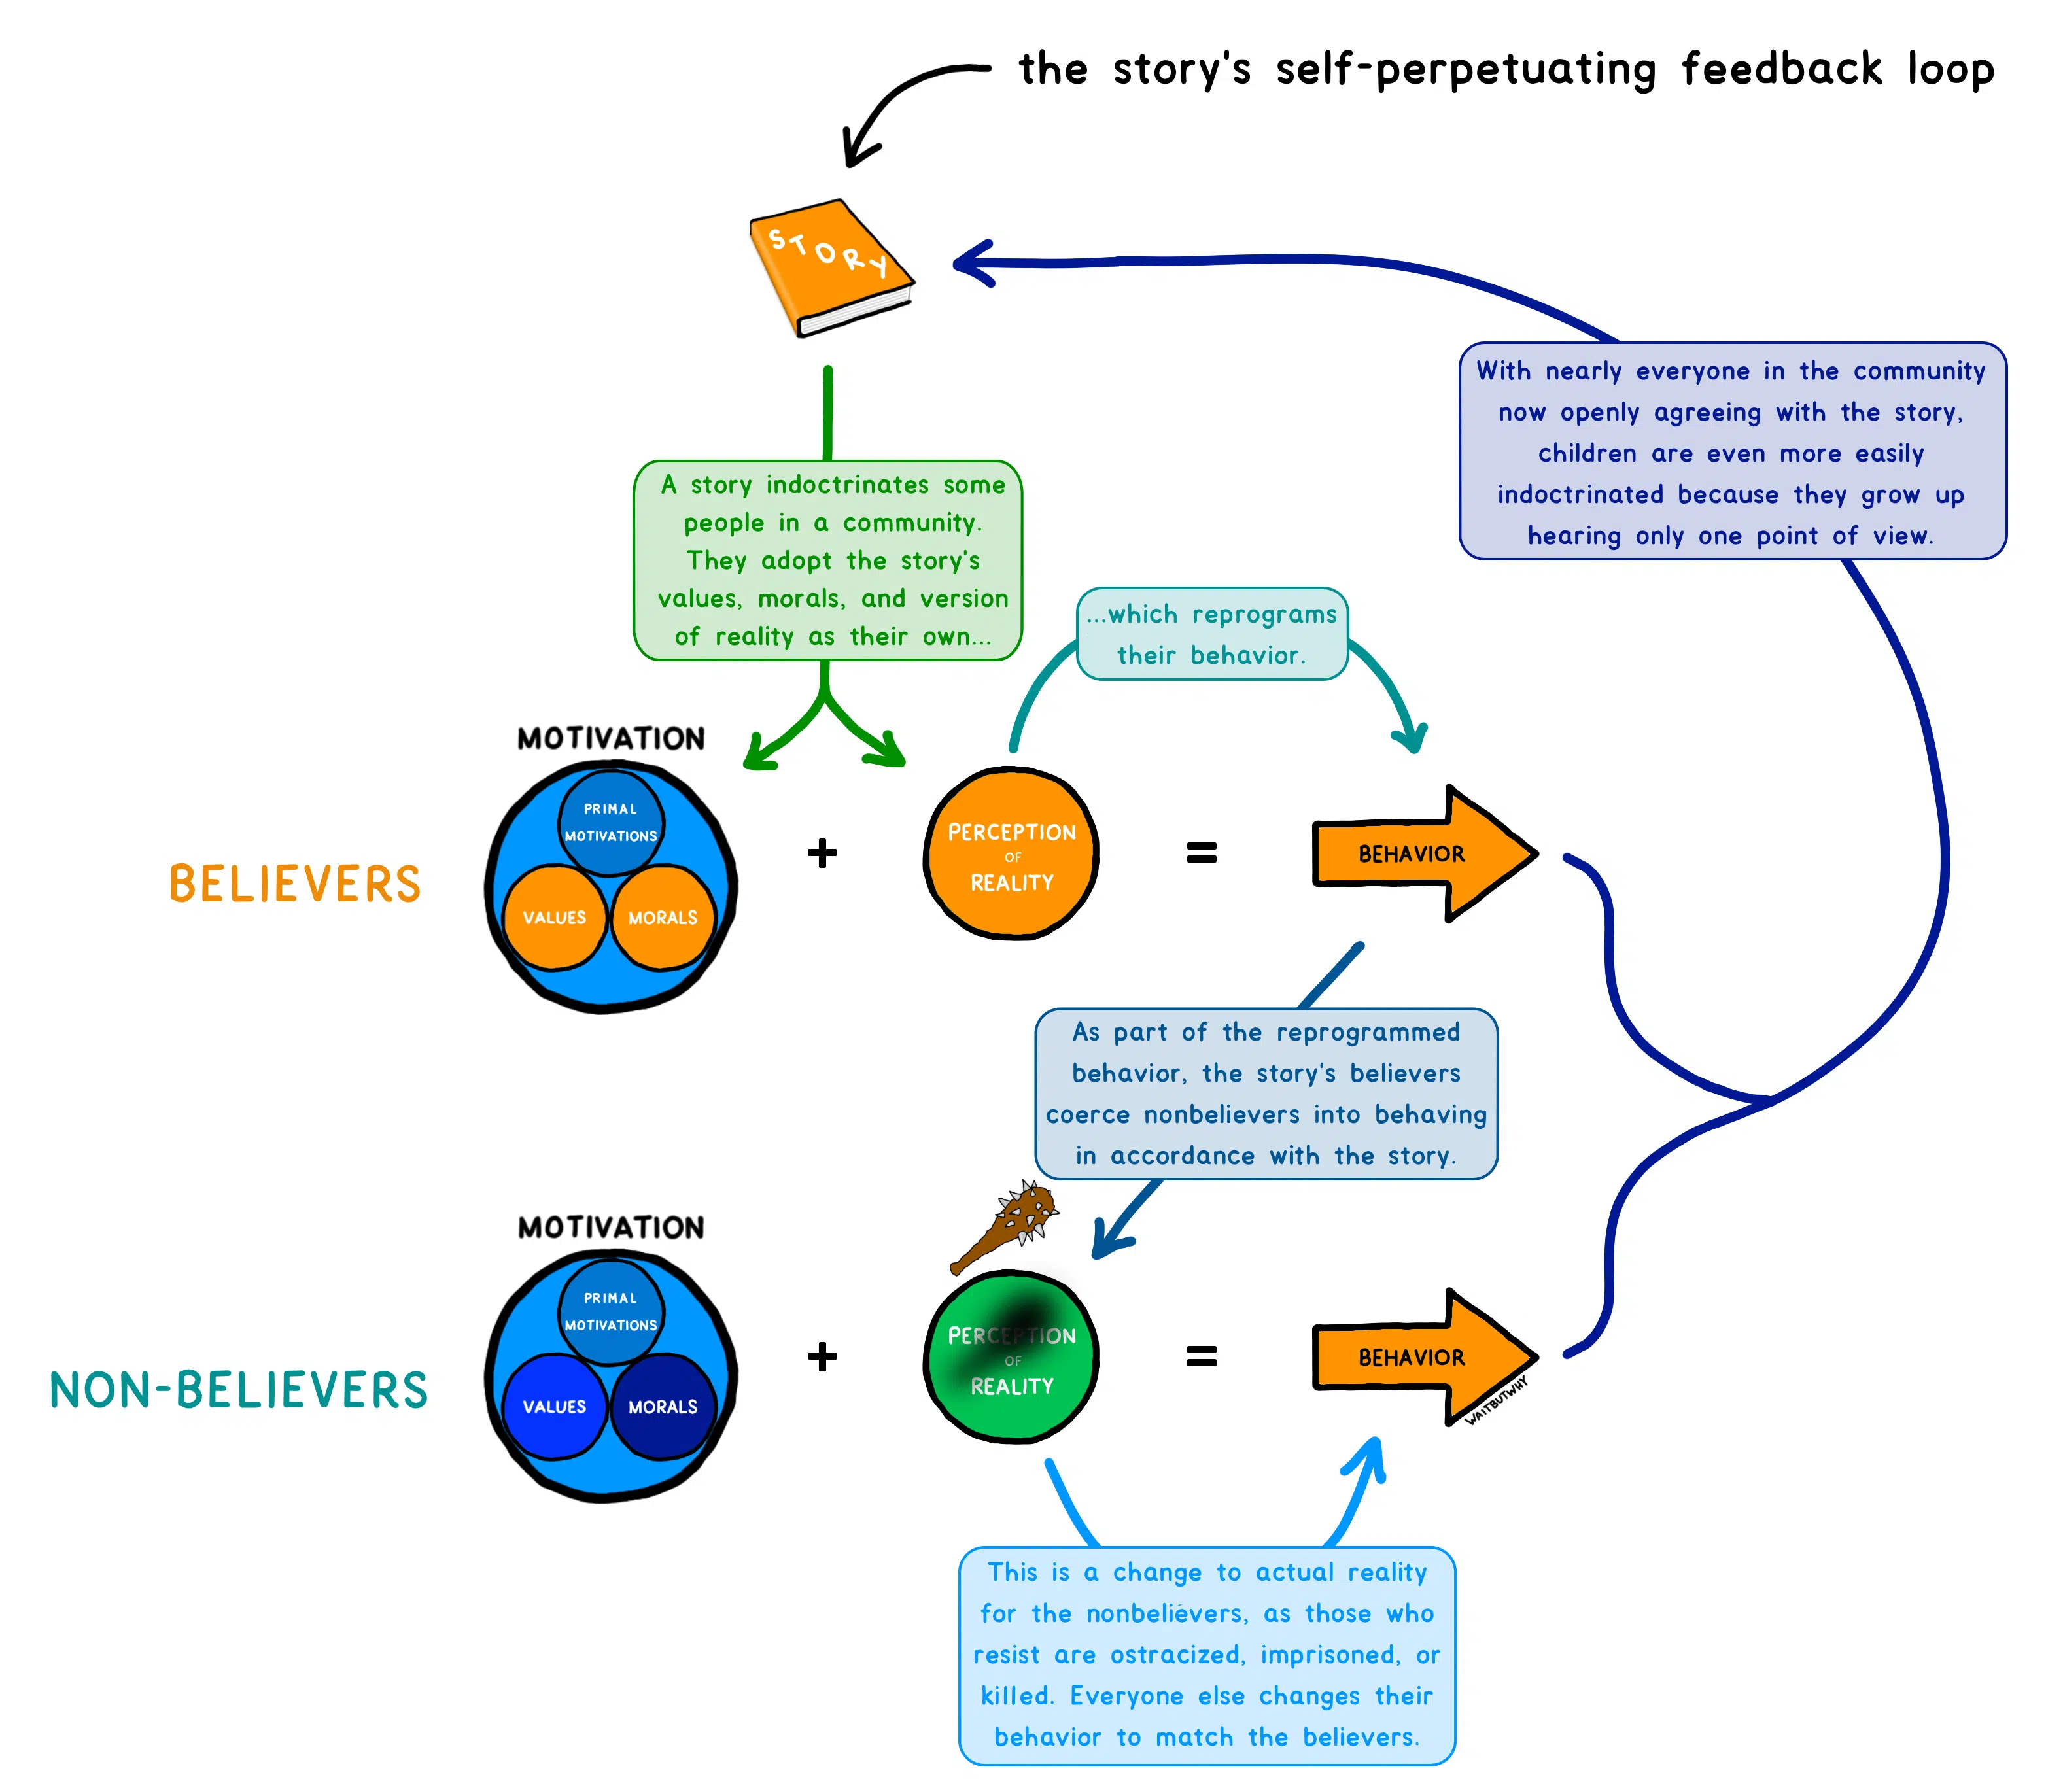 the story's self-perpetuating feedback loop
STORY
With nearly everyone in the community
now openly agreeing with the story,
children are even more easily
indoctrinated because they grow up
hearing only one point of view.
A story indoctrinates some
people in a community.
They adopt the story's
values, morals, and version
of reality as their own...
...which reprograms
their behavior.
BELIEVERS
MOTIVATION
PRIMAL
MOTIVATIONS
VALUES
MORALS
+
PERCEPTION
OF
REALITY
=
BEHAVIOR
As part of the reprogrammed
behavior, the story's believers
coerce nonbelievers into behaving
in accordance with the story.
NON-BELIEVERS
MOTIVATION
PRIMAL
MOTIVATIONS
VALUES
MORALS
+
PERCEPTION
OF
REALITY
=
BEHAVIOR
WAITBUTWHY
This is a change to actual reality
for the nonbelievers, as those who
resist are ostracized, imprisoned, or
killed. Everyone else changes their
behavior to match the believers.